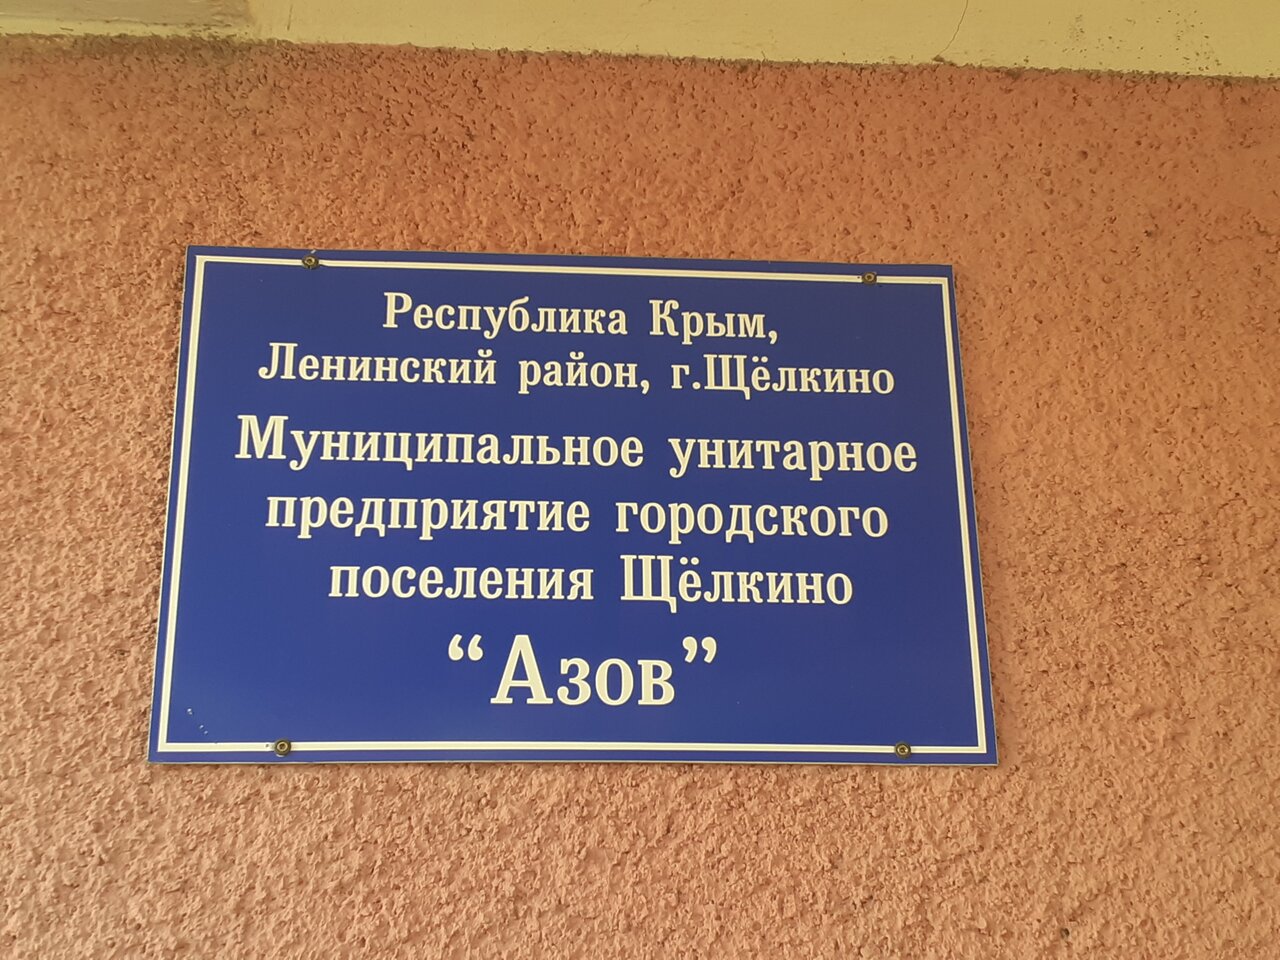 Республика Крым,
Ленинский район, г.Щёлкино
Муниципальное унитарное
предприятие городского
поселения Щёлкино
“Азов”